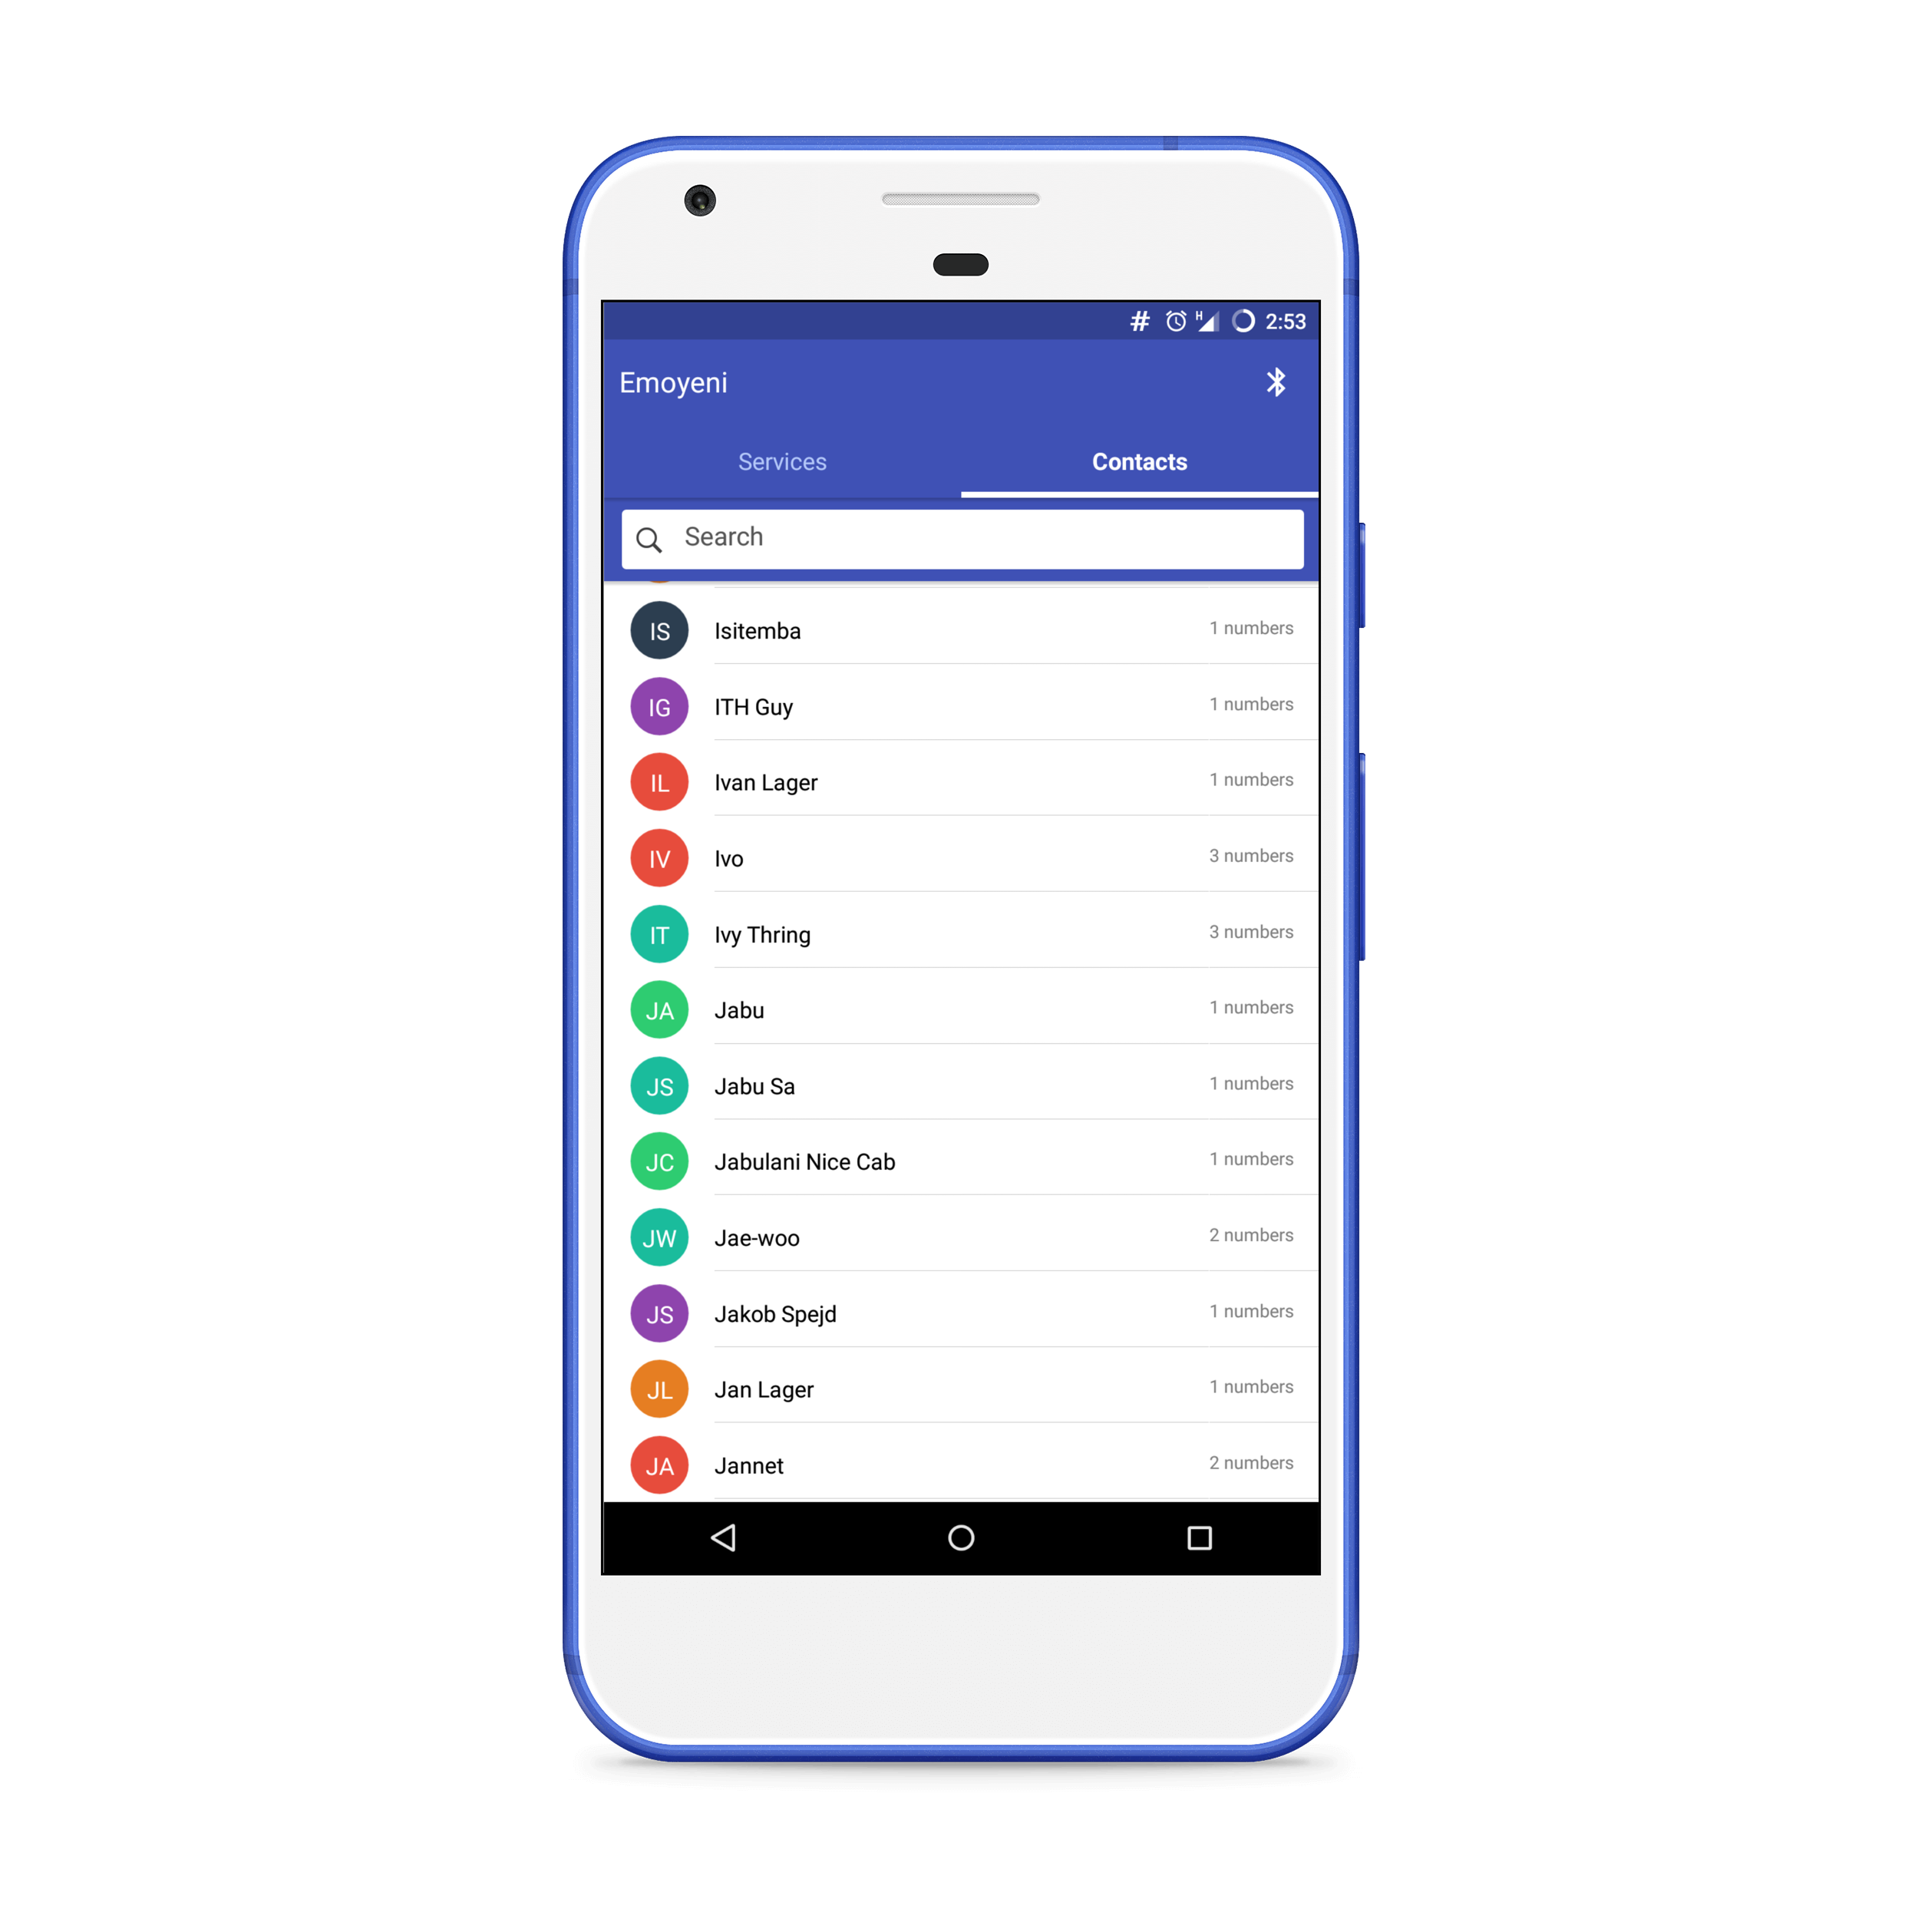 # H 2:53
Emoyeni
Services Contacts
Search
IS Isitemba 1 numbers
IG ITH Guy 1 numbers
IL Ivan Lager 1 numbers
IV Ivo 3 numbers
IT Ivy Thring 3 numbers
JA Jabu 1 numbers
JS Jabu Sa 1 numbers
JC Jabulani Nice Cab 1 numbers
JW Jae-woo 2 numbers
JS Jakob Spejd 1 numbers
JL Jan Lager 1 numbers
JA Jannet 2 numbers